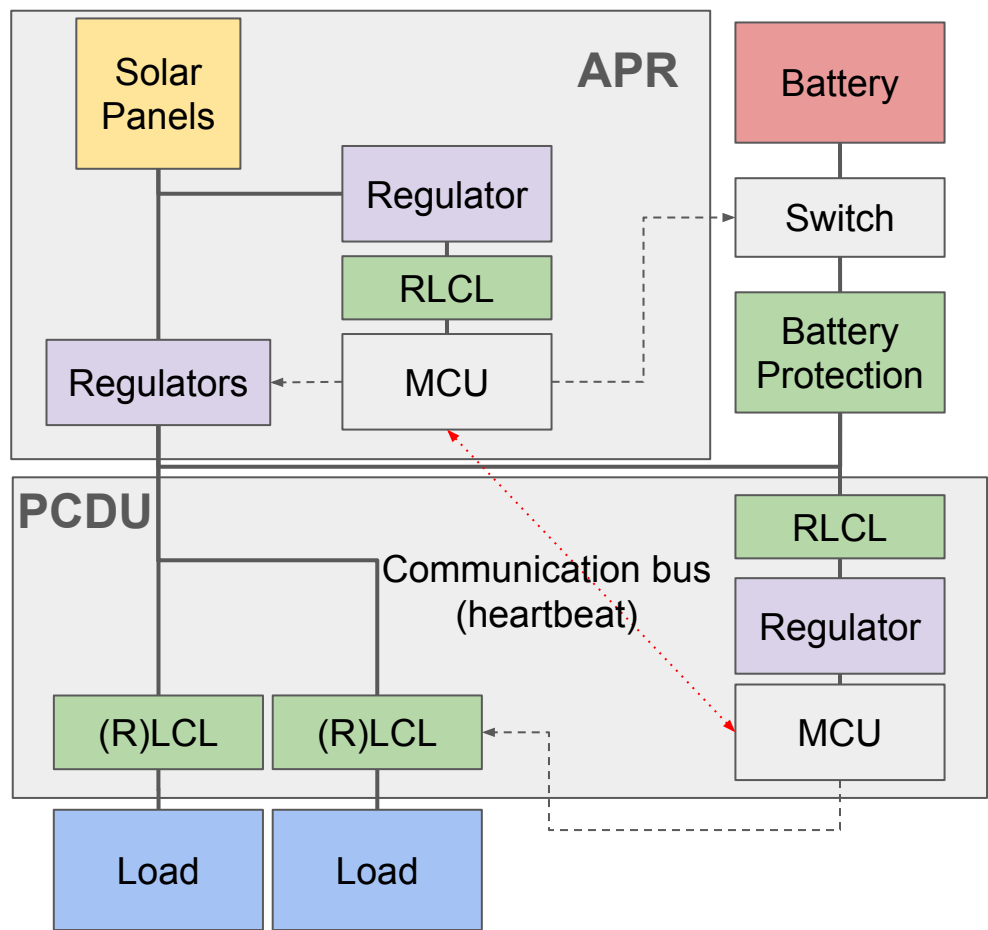 Solar
Panels
APR
Battery
Regulator
Switch
RLCL
Battery
Protection
Regulators
MCU
PCDU
RLCL
Communication bus
(heartbeat)
Regulator
(R)LCL
(R)LCL
MCU
Load
Load